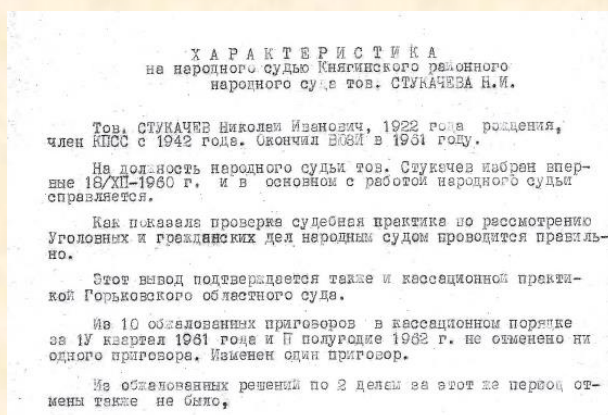 ХАРАКТЕРИСТИКА
на народного судью Княгинского районного
народного суда тов. СТУКАЧЕВА Н.И.
Тов. СТУКАЧЕВ Николай Иванович, 1922 года рождения,
член КПСС с 1942 года. Окончил ВЮЗИ в 1961 году.
На должность народного судьи тов. Стукачев избран впер-
вые 18/ХП-1960 г. и в основном с работой народного судьи
справляется.
Как показала проверка судебная практика по рассмотрению
Уголовных и гражданских дел народным судом проводится правиль-
но.
Этот вывод подтверждается также и кассационной практи-
кой Горьковского областного суда.
Из 10 обжалованных приговоров в кассационном порядке
за 1У квартал 1961 года и П полугодие 1962 г. не отменено ни
одного приговора. Изменен один приговор.
Из обжалованных решений по 2 делам за этот же период от-
мены также не было,